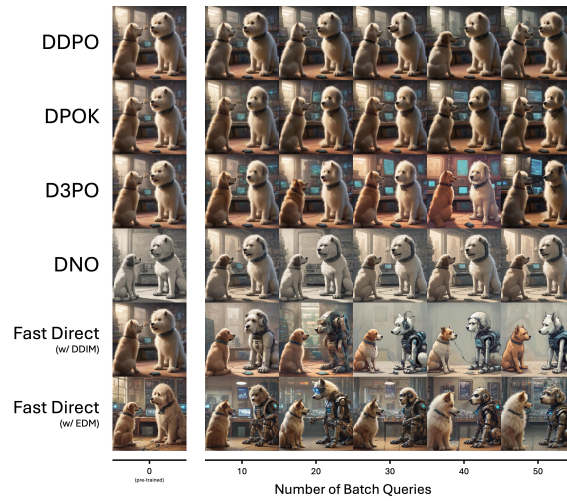 DDPO
DPOK
D3PO
DNO
Fast Direct
(w/ DDIM)
Fast Direct
(w/ EDM)
0 10 20 30 40 50
(pre-trained)
Number of Batch Queries